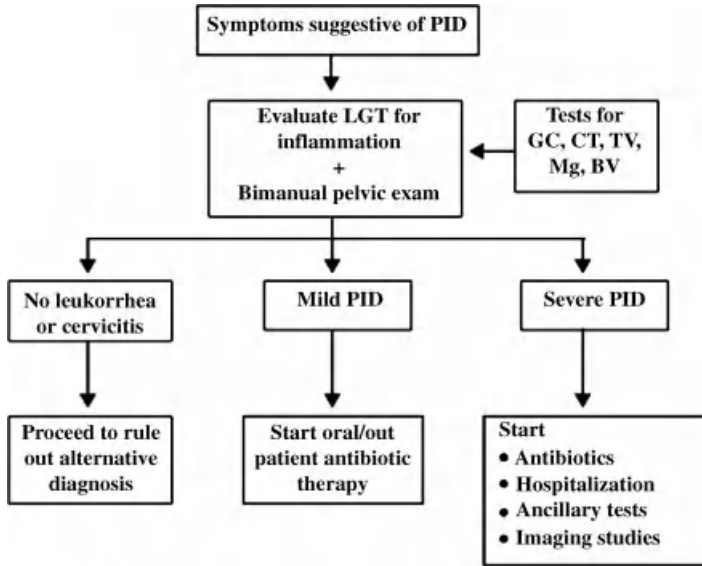 Symptoms suggestive of PID
Evaluate LGT for
inflammation
+
Bimanual pelvic exam
Tests for
GC, CT, TV,
Mg, BV
No leukorrhea
or cervicitis
Mild PID
Severe PID
Proceed to rule
out alternative
diagnosis
Start oral/out
patient antibiotic
therapy
Start
● Antibiotics
● Hospitalization
● Ancillary tests
● Imaging studies